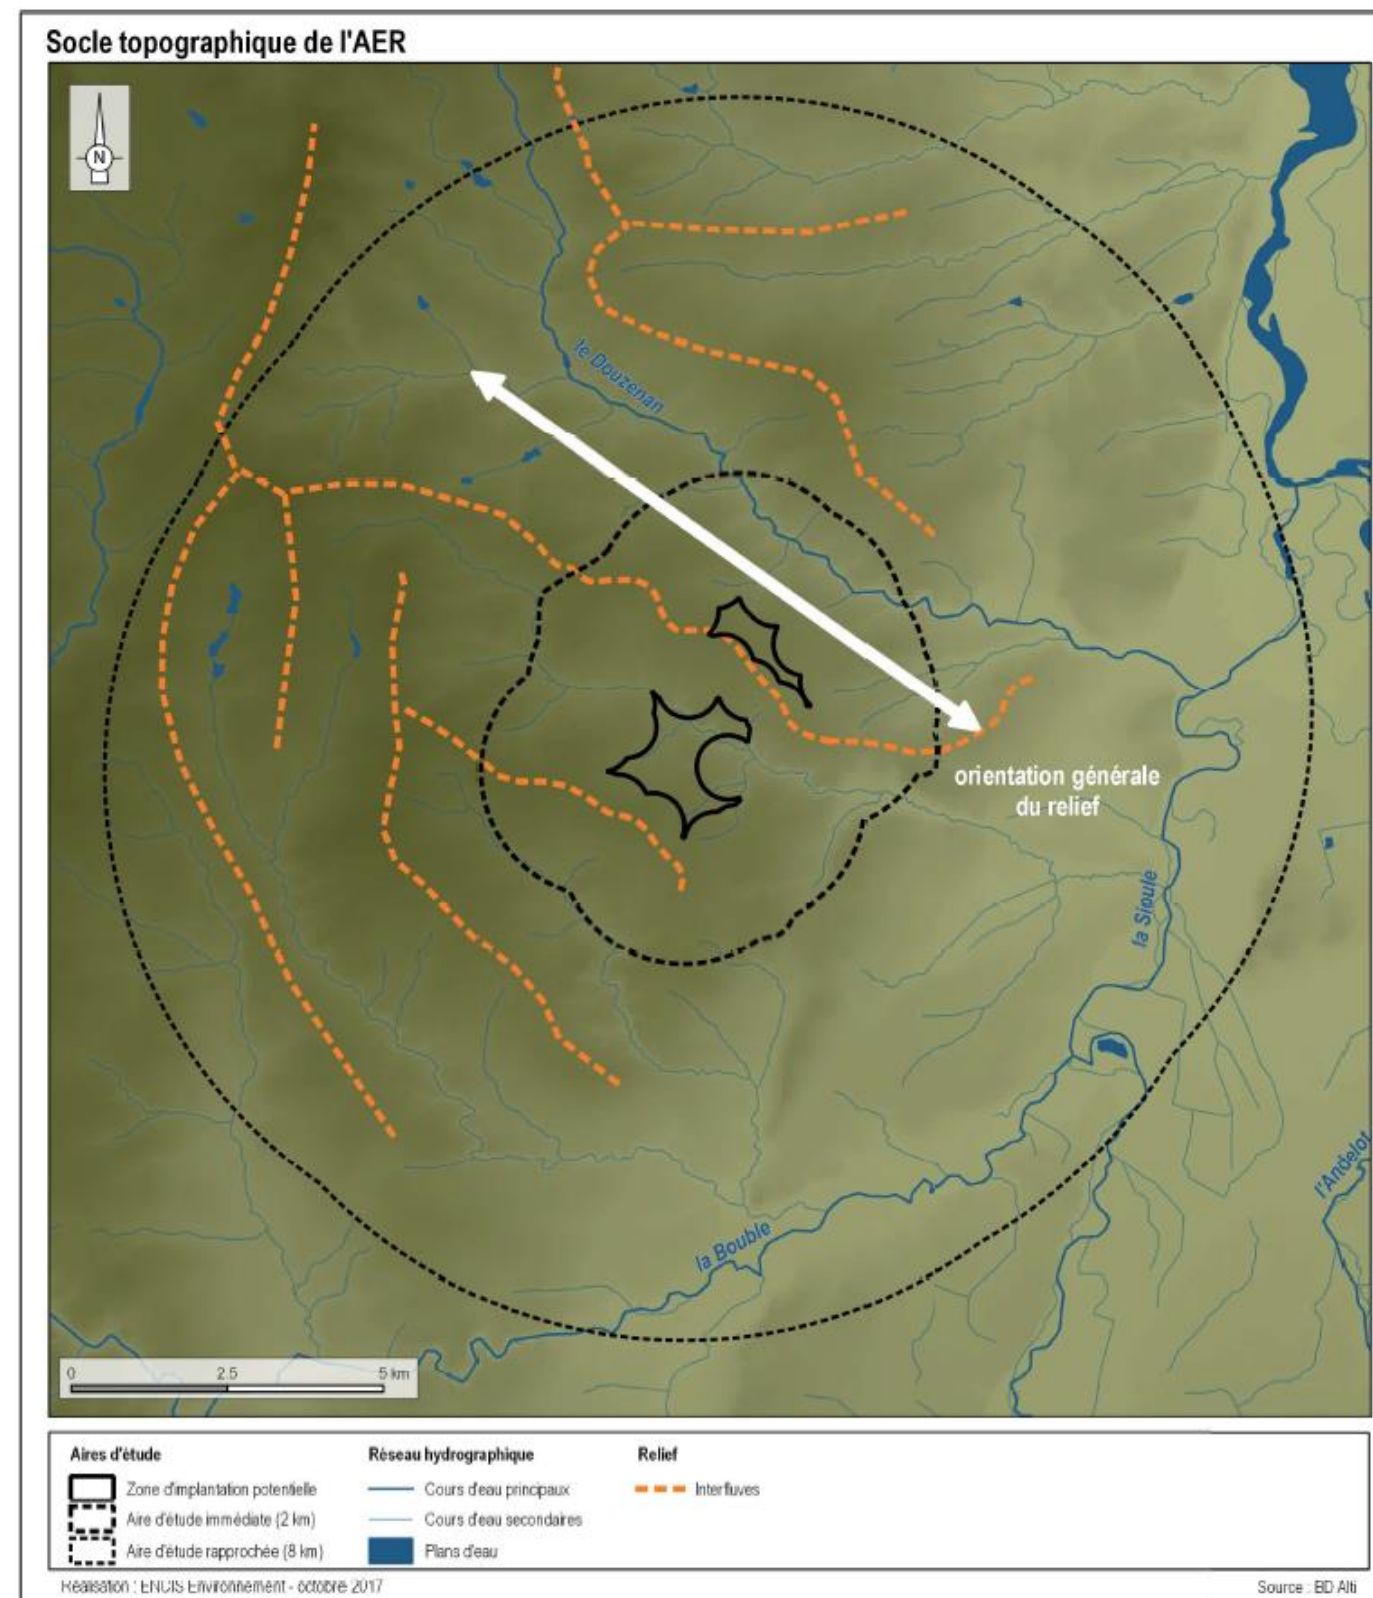 Socle topographique de l'AER
N
le Douzenan
orientation générale
du relief
la Sioule
l'Andelot
la Bouble
0 2.5 5 km
Aires d'étude
Zone d'implantation potentielle
Aire d'étude immédiate (2 km)
Aire d'étude rapprochée (8 km)
Réseau hydrographique
Cours d'eau principaux
Cours d'eau secondaires
Plans d'eau
Relief
Interfluves
Réalisation : ENCIS Environnement - octobre 2017
Source : BD Alti